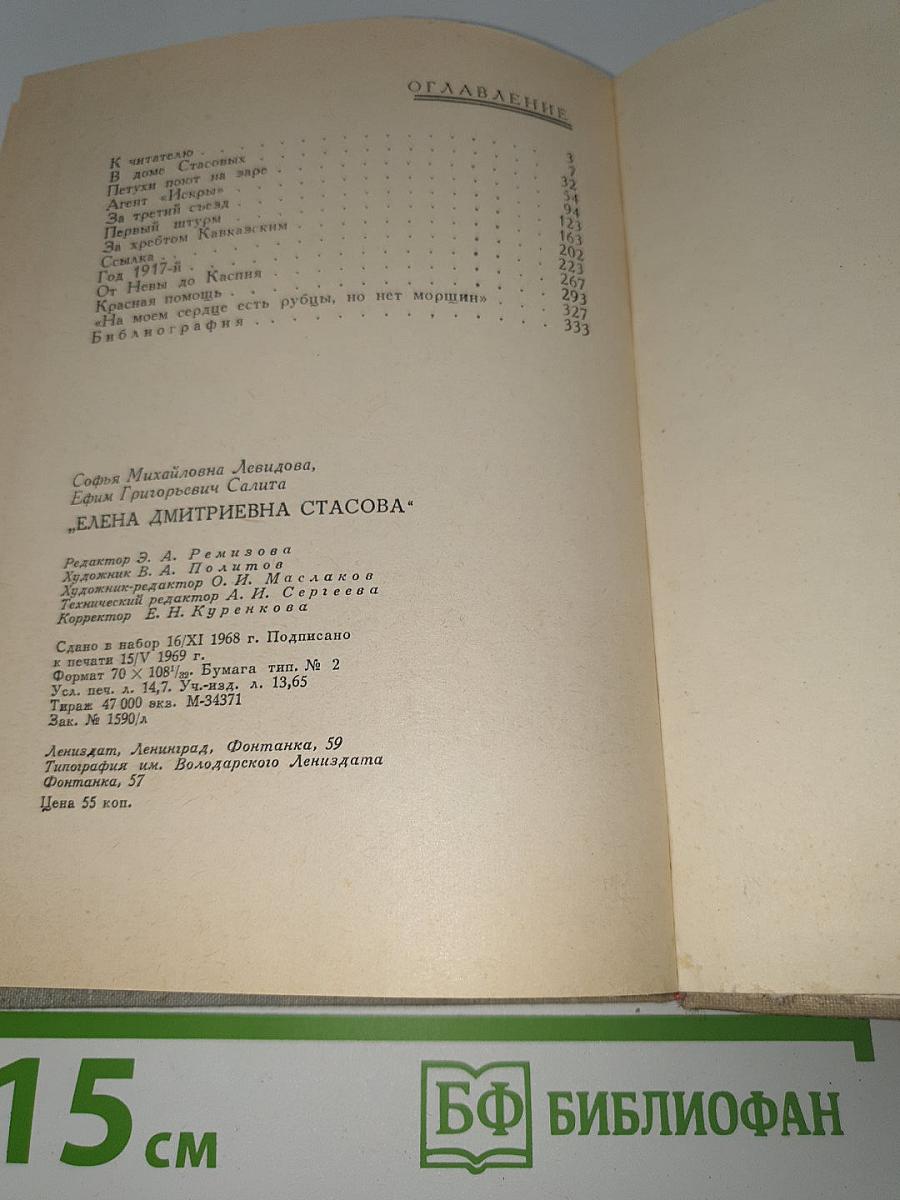 ОГЛАВЛЕНИЕ
К читателю . . . 3
В доме Стасовых . . . 7
Петухи поют на заре . . . 32
Агент «Искры» . . . 54
За третий съезд . . . 94
Первый штурм . . . 123
За хребтом Кавказским . . . 163
Ссылка . . . 202
Год 1917-й . . . 223
От Невы до Каспия . . . 267
Красная помощь . . . 293
«На моем сердце есть рубцы, но нет морщин» . . . 327
Библиография . . . 333
Софья Михайловна Левидова,
Ефим Григорьевич Салита
„ЕЛЕНА ДМИТРИЕВНА СТАСОВА“
Редактор Э. А. Ремизова
Художник В. А. Политов
Художник-редактор О. И. Маслаков
Технический редактор А. И. Сергеева
Корректор Е. Н. Куренкова
Сдано в набор 16/XI 1968 г. Подписано
к печати 15/V 1969 г.
Формат 70 × 108¹/₃₂. Бумага тип. № 2
Усл. печ. л. 14,7. Уч.-изд. л. 13,65
Тираж 47 000 экз. М-34371
Зак. № 1590/л
Лениздат, Ленинград, Фонтанка, 59
Типография им. Володарского Лениздата
Фонтанка, 57
Цена 55 коп.
15 см
БФ БИБЛИОФАН